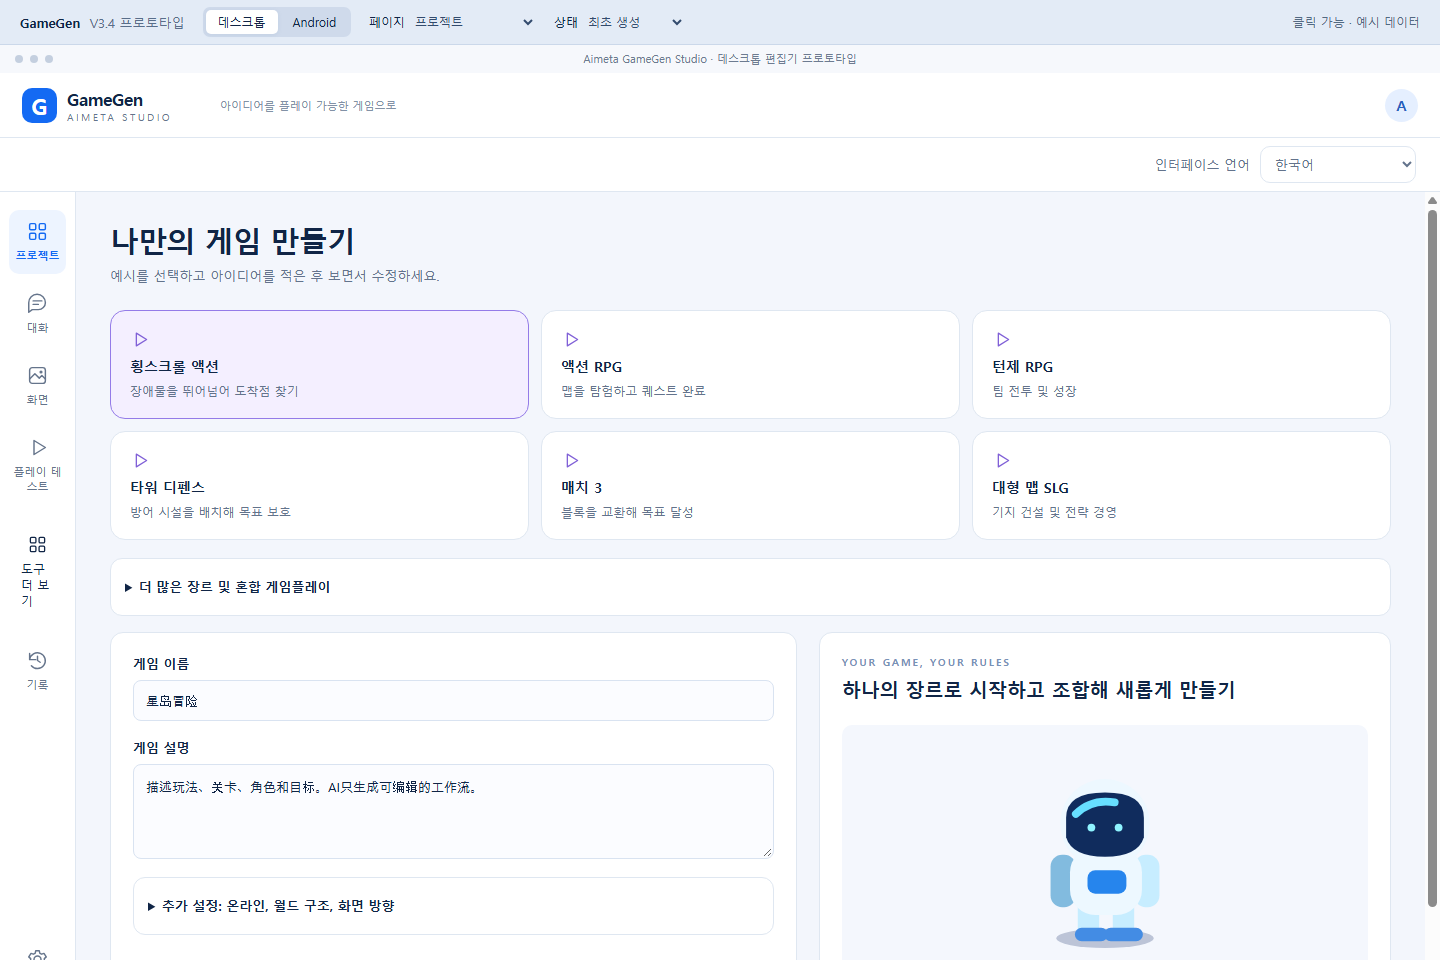 GameGen V3.4 프로토타입 데스크톱 Android 페이지 프로젝트 상태 최초 생성 클릭 가능 · 예시 데이터
Aimeta GameGen Studio · 데스크톱 편집기 프로토타입
G GameGen
AIMETA STUDIO
아이디어를 플레이 가능한 게임으로
A
인터페이스 언어 한국어
프로젝트
대화
화면
플레이 테
스트
도구
더 보
기
기록
나만의 게임 만들기
예시를 선택하고 아이디어를 적은 후 보면서 수정하세요.
횡스크롤 액션
장애물을 뛰어넘어 도착점 찾기
액션 RPG
맵을 탐험하고 퀘스트 완료
턴제 RPG
팀 전투 및 성장
타워 디펜스
방어 시설을 배치해 목표 보호
매치 3
블록을 교환해 목표 달성
대형 맵 SLG
기지 건설 및 전략 경영
더 많은 장르 및 혼합 게임플레이
게임 이름
星岛冒险
게임 설명
描述玩法、关卡、角色和目标。AI只生成可编辑的工作流。
추가 설정: 온라인, 월드 구조, 화면 방향
YOUR GAME, YOUR RULES
하나의 장르로 시작하고 조합해 새롭게 만들기